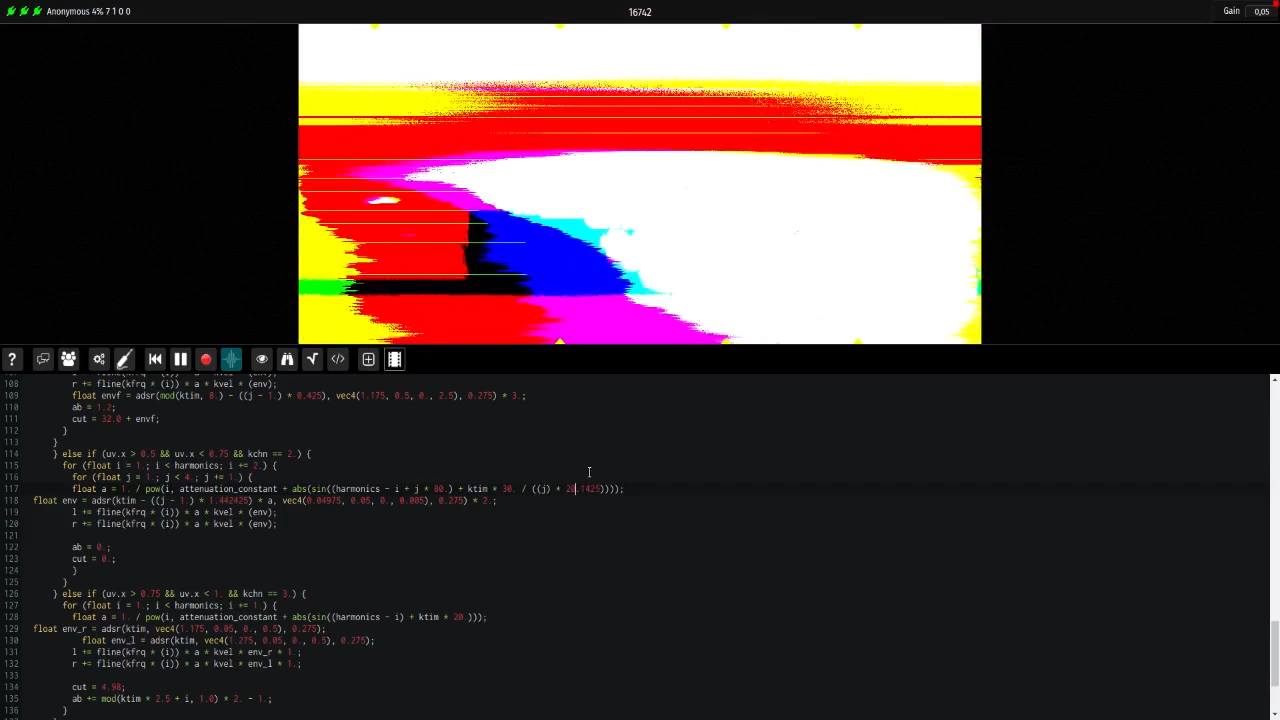 Anonymous 4% 7 1 0 0
16742
Gain 0,05
108 r += fline(kfrq * (i)) * a * kvel * (env);
109 float envf = adsr(mod(ktim, 8.) - ((j - 1.) * 0.425), vec4(1.175, 0.5, 0., 2.5), 0.275) * 3.;
110 ab = 1.2;
111 cut = 32.0 + envf;
112 }
113 }
114 } else if (uv.x > 0.5 && uv.x < 0.75 && kchn == 2.) {
115 for (float i = 1.; i < harmonics; i += 2.) {
116 for (float j = 1.; j < 4.; j += 1.) {
117 float a = 1. / pow(i, attenuation_constant + abs(sin((harmonics - i + j * 80.) + ktim * 30. / ((j) * 20.1425))));
118 float env = adsr(ktim - ((j - 1.) * 1.442425) * a, vec4(0.04975, 0.05, 0., 0.005), 0.275) * 2.;
119 l += fline(kfrq * (i)) * a * kvel * (env);
120 r += fline(kfrq * (i)) * a * kvel * (env);
121
122 ab = 0.;
123 cut = 0.;
124 }
125 }
126 } else if (uv.x > 0.75 && uv.x < 1. && kchn == 3.) {
127 for (float i = 1.; i < harmonics; i += 1.) {
128 float a = 1. / pow(i, attenuation_constant + abs(sin((harmonics - i) + ktim * 20.)));
129 float env_r = adsr(ktim, vec4(1.175, 0.05, 0., 0.5), 0.275);
130 float env_l = adsr(ktim, vec4(1.275, 0.05, 0., 0.5), 0.275);
131 l += fline(kfrq * (i)) * a * kvel * env_r * 1.;
132 r += fline(kfrq * (i)) * a * kvel * env_l * 1.;
133
134 cut = 4.98;
135 ab += mod(ktim * 2.5 + i, 1.0) * 2. - 1.;
136 }